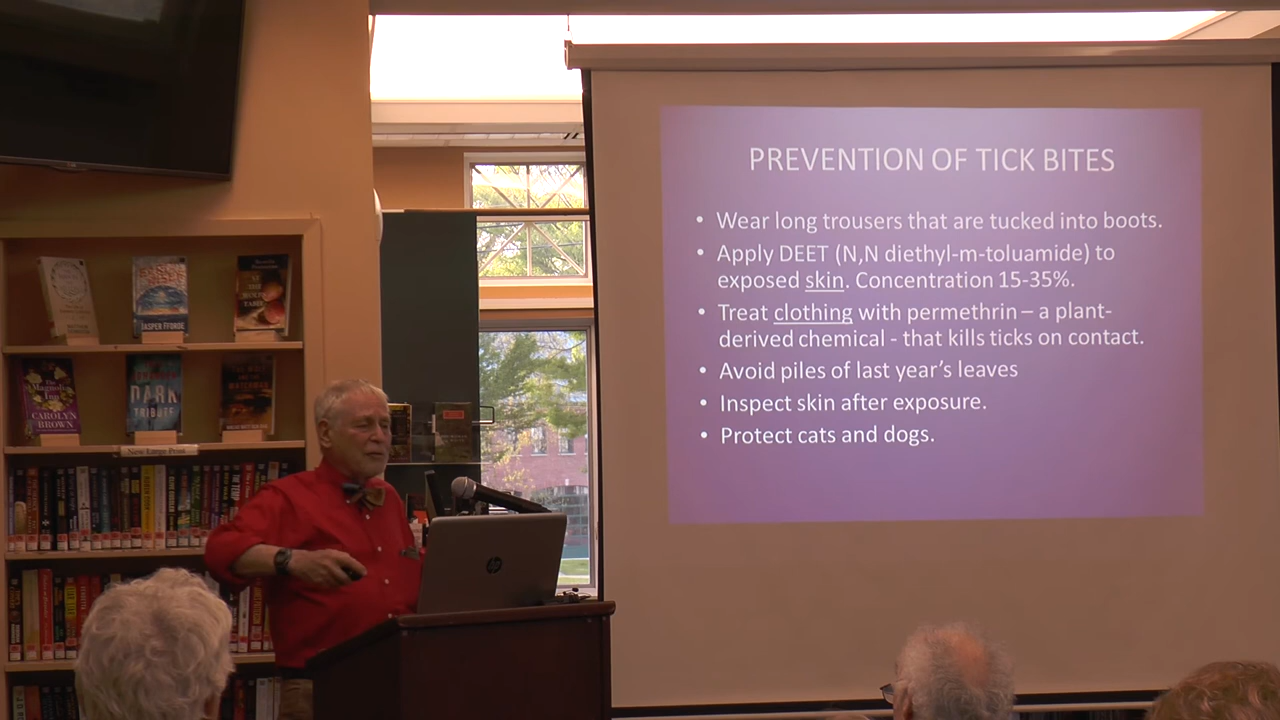 PREVENTION OF TICK BITES
• Wear long trousers that are tucked into boots.
• Apply DEET (N,N diethyl-m-toluamide) to
exposed skin. Concentration 15-35%.
• Treat clothing with permethrin – a plant-
derived chemical - that kills ticks on contact.
• Avoid piles of last year's leaves
• Inspect skin after exposure.
• Protect cats and dogs.
JASPER FFORDE
The Magnolia
CAROLYN
BROWN
DARK
TRIBUTE
New Large Print
hp